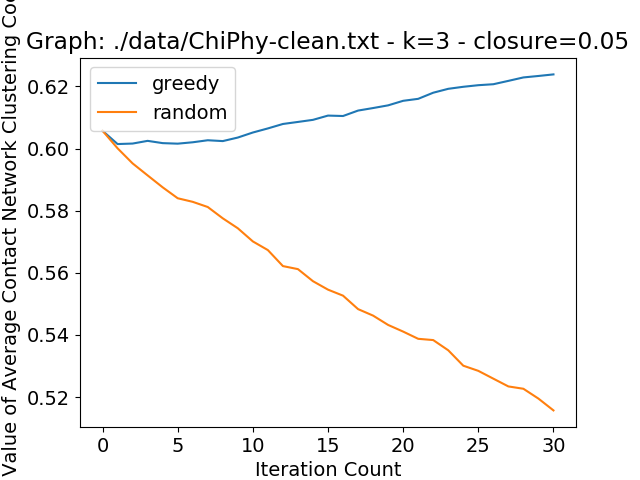 Graph: ./data/ChiPhy-clean.txt - k=3 - closure=0.05
greedy
random
0.62
0.60
0.58
0.56
0.54
0.52
0 5 10 15 20 25 30
Iteration Count
Value of Average Contact Network Clustering